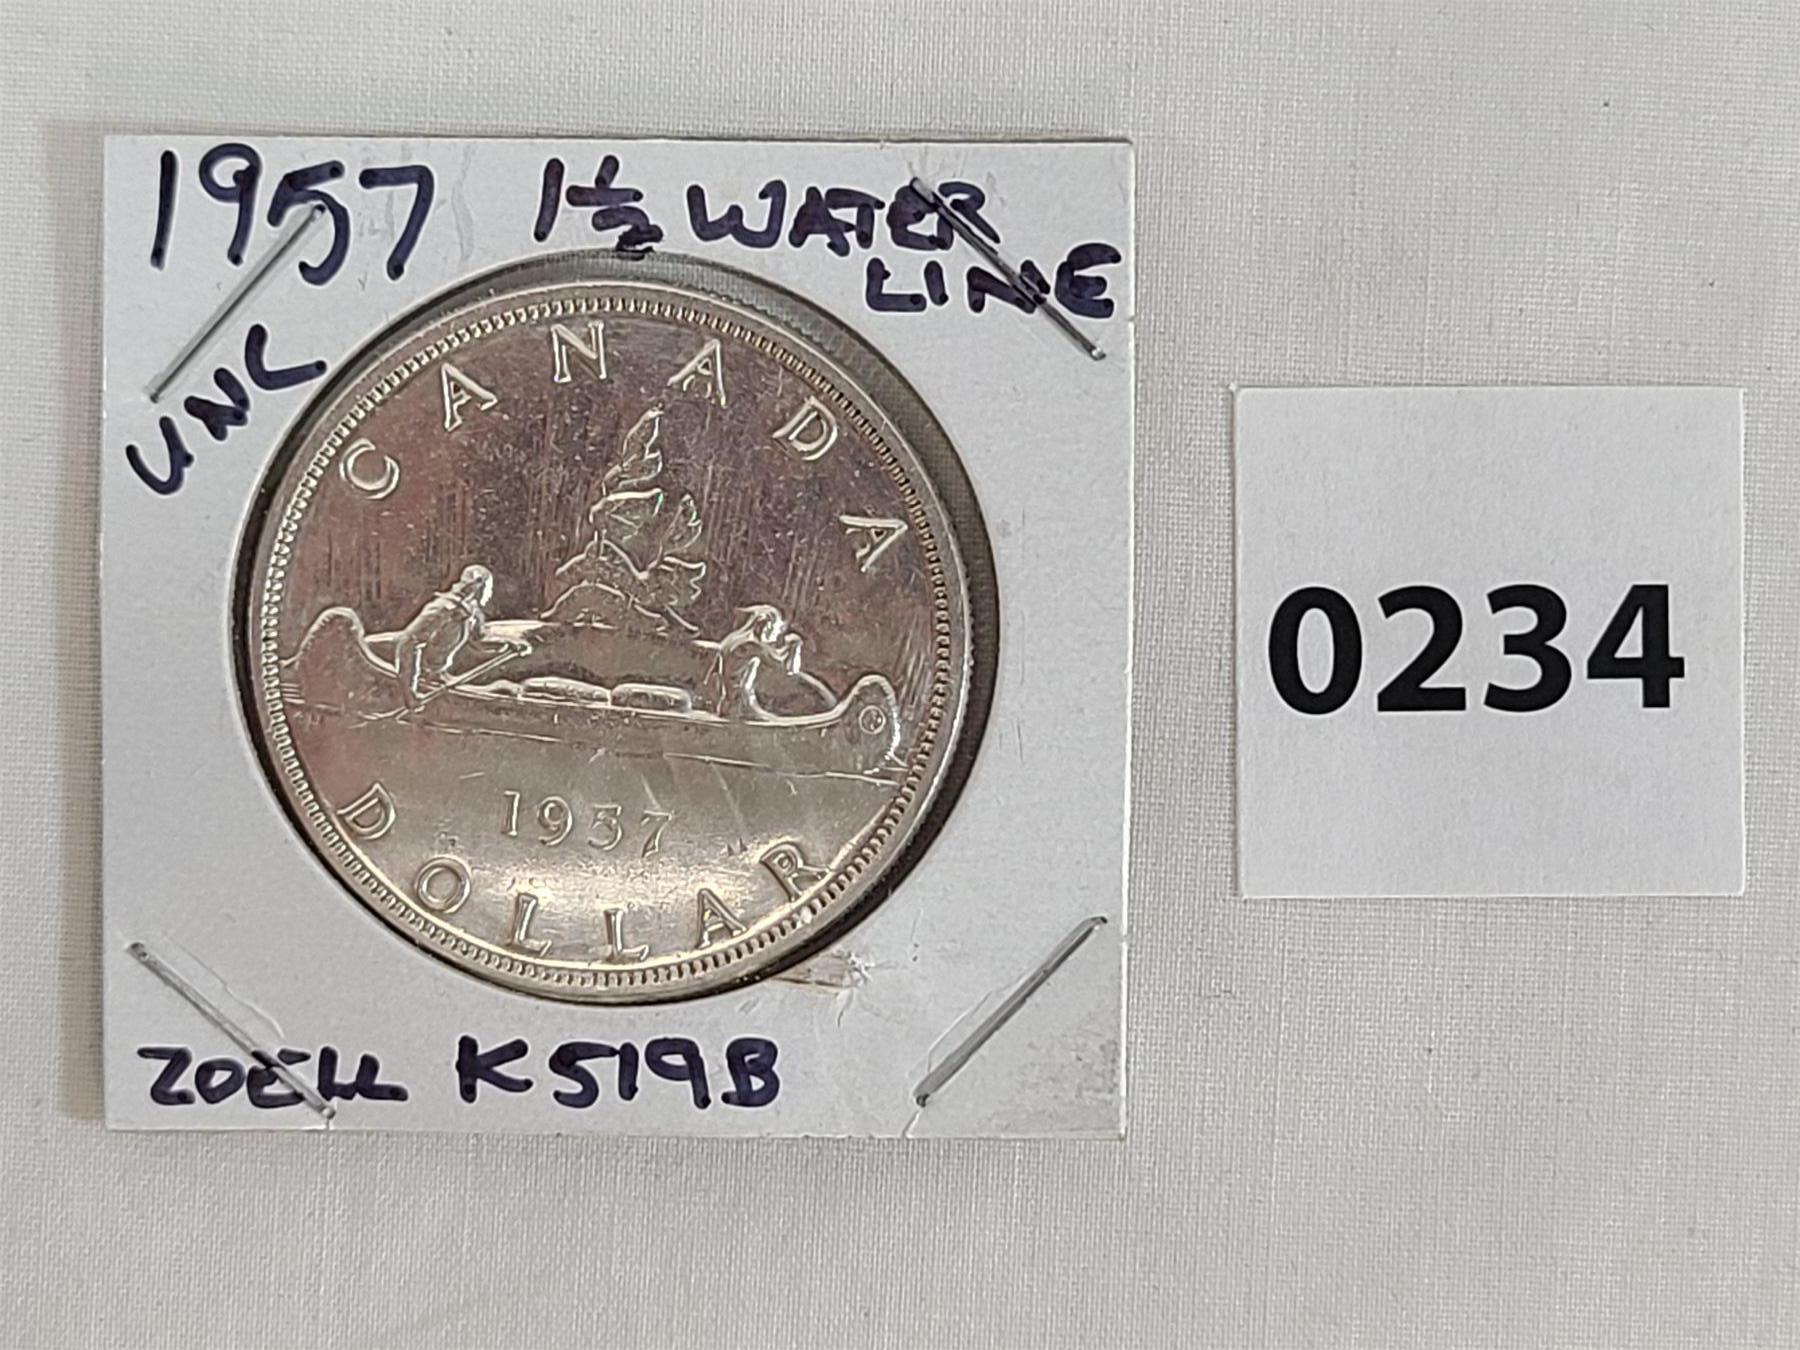 1957 1½ WATER
LINE
UNC
CANADA
1957
DOLLAR
ZOELL K519B
0234